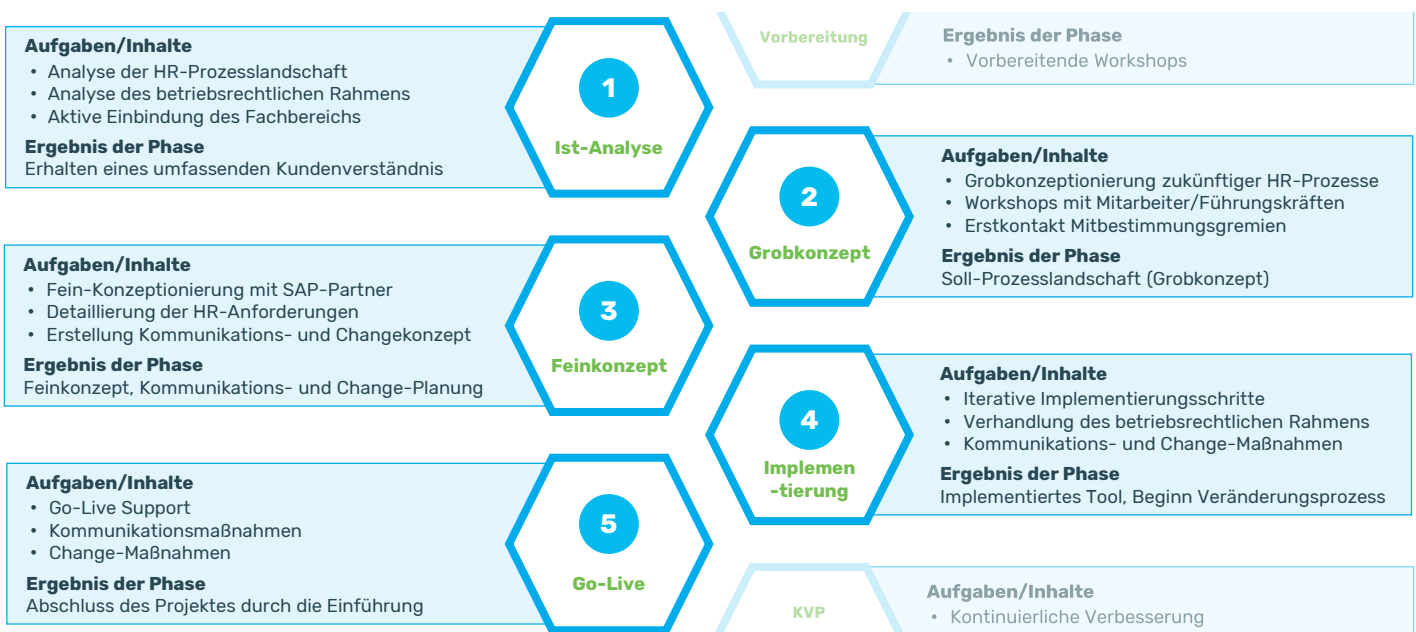 Vorbereitung
Ergebnis der Phase
• Vorbereitende Workshops
Aufgaben/Inhalte
• Analyse der HR-Prozesslandschaft
• Analyse des betriebsrechtlichen Rahmens
• Aktive Einbindung des Fachbereichs
Ergebnis der Phase
Erhalten eines umfassenden Kundenverständnis
1
Ist-Analyse
2
Grobkonzept
Aufgaben/Inhalte
• Grobkonzeptionierung zukünftiger HR-Prozesse
• Workshops mit Mitarbeiter/Führungskräften
• Erstkontakt Mitbestimmungsgremien
Ergebnis der Phase
Soll-Prozesslandschaft (Grobkonzept)
Aufgaben/Inhalte
• Fein-Konzeptionierung mit SAP-Partner
• Detaillierung der HR-Anforderungen
• Erstellung Kommunikations- und Changekonzept
Ergebnis der Phase
Feinkonzept, Kommunikations- und Change-Planung
3
Feinkonzept
4
Implemen
-tierung
Aufgaben/Inhalte
• Iterative Implementierungsschritte
• Verhandlung des betriebsrechtlichen Rahmens
• Kommunikations- und Change-Maßnahmen
Ergebnis der Phase
Implementiertes Tool, Beginn Veränderungsprozess
Aufgaben/Inhalte
• Go-Live Support
• Kommunikationsmaßnahmen
• Change-Maßnahmen
Ergebnis der Phase
Abschluss des Projektes durch die Einführung
5
Go-Live
KVP
Aufgaben/Inhalte
• Kontinuierliche Verbesserung